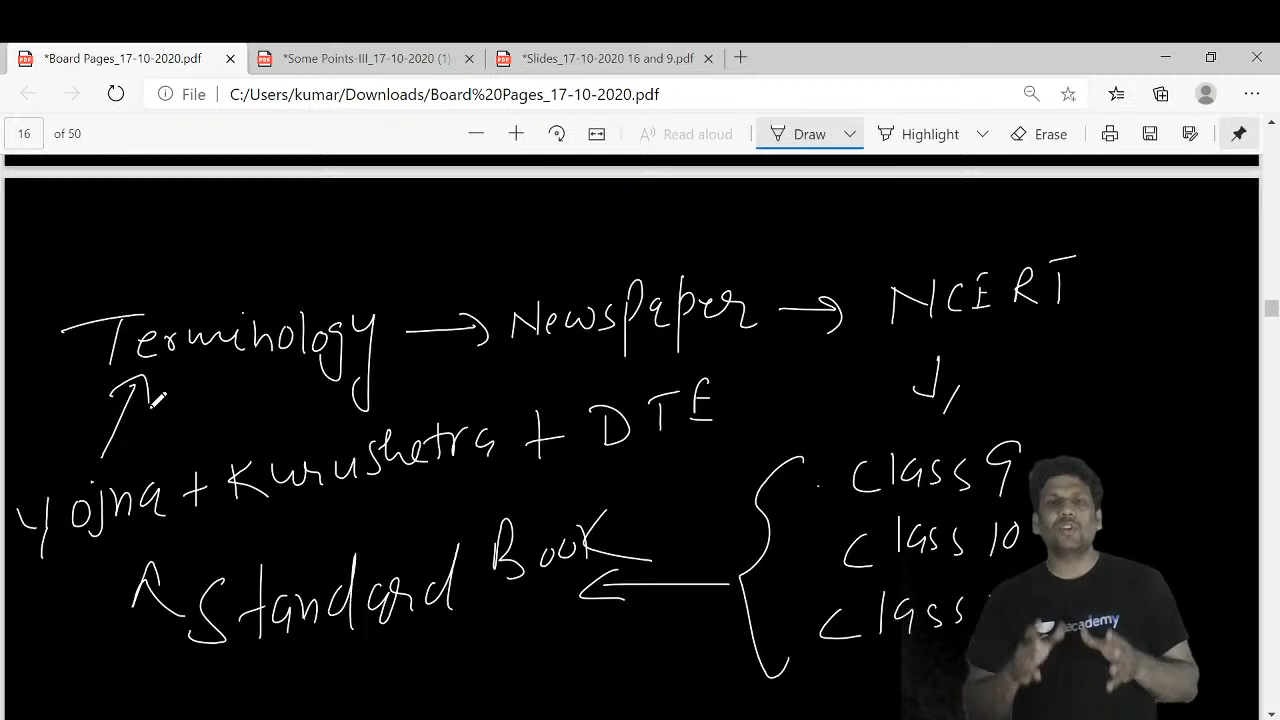 *Board Pages_17-10-2020.pdf
*Some Points-III_17-10-2020 (1).
*Slides_17-10-2020 16 and 9.pdf
File C:/Users/kumar/Downloads/Board%20Pages_17-10-2020.pdf
16 of 50 Read aloud Draw Highlight Erase
Terminology → Newspaper → NCERT
Yojna + Kurushetra + DTE
Class 9
Class 10
Class
Standard Book
academy